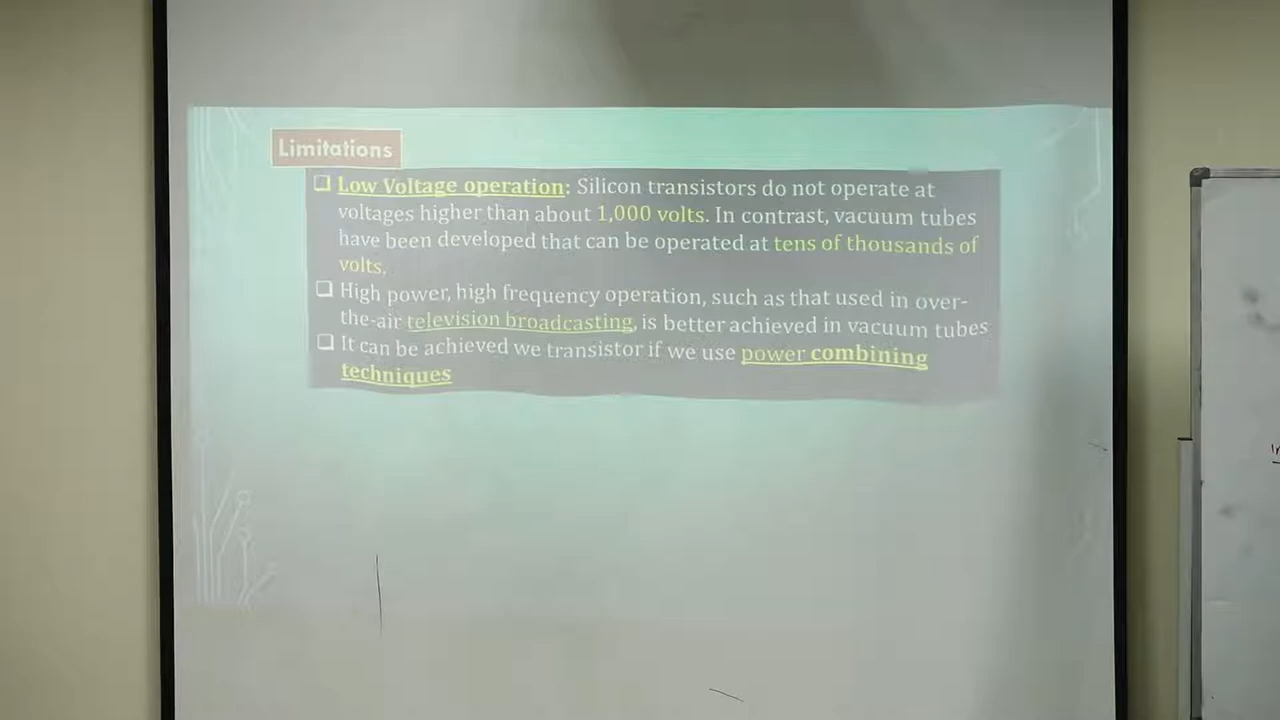 Limitations
❑ Low Voltage operation: Silicon transistors do not operate at
voltages higher than about 1,000 volts. In contrast, vacuum tubes
have been developed that can be operated at tens of thousands of
volts.
❑ High power, high frequency operation, such as that used in over-
the-air television broadcasting, is better achieved in vacuum tubes
❑ It can be achieved we transistor if we use power combining
techniques